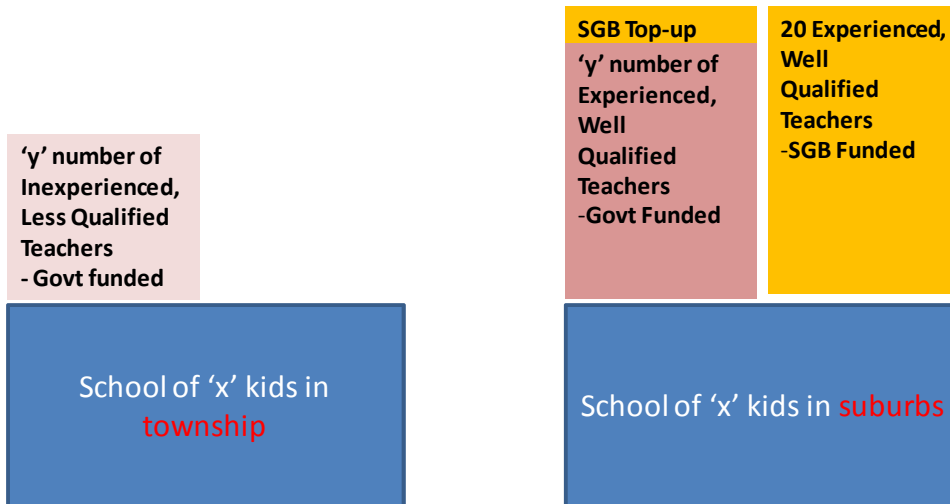 ‘y’ number of
Inexperienced,
Less Qualified
Teachers
- Govt funded
School of ‘x’ kids in
township
SGB Top-up
‘y’ number of
Experienced,
Well
Qualified
Teachers
-Govt Funded
20 Experienced,
Well
Qualified
Teachers
-SGB Funded
School of ‘x’ kids in suburbs